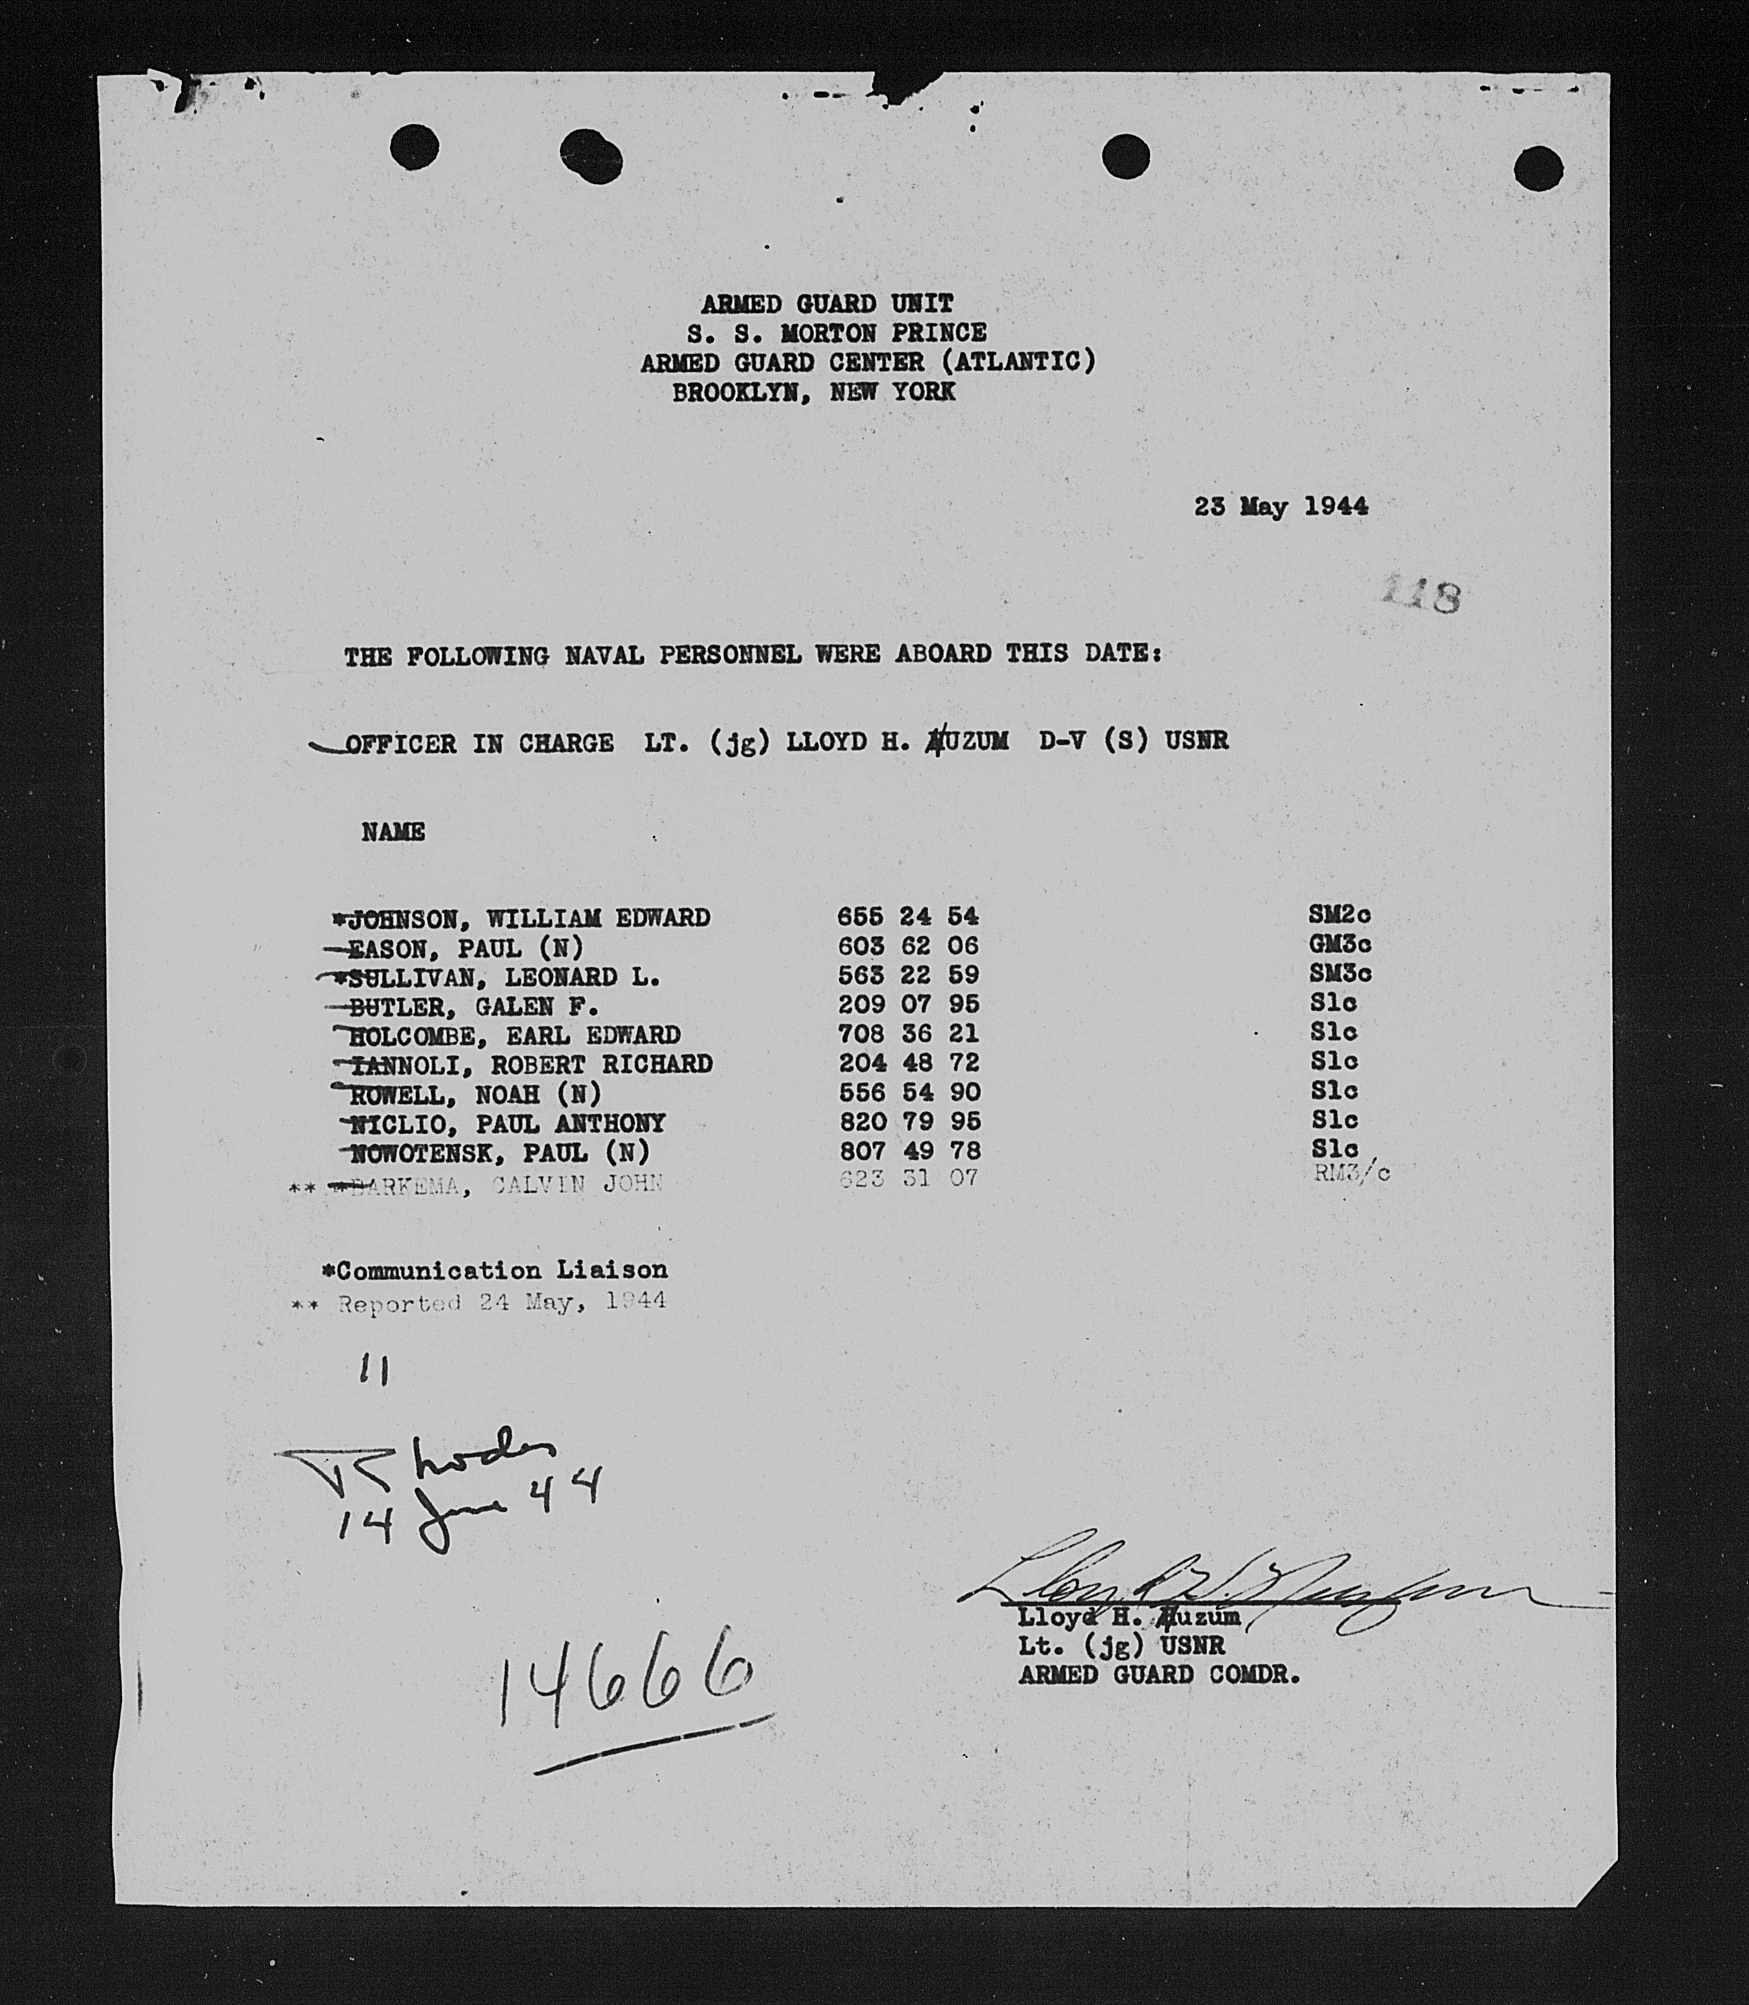 ARMED GUARD UNIT
S. S. MORTON PRINCE
ARMED GUARD CENTER (ATLANTIC)
BROOKLYN, NEW YORK
23 May 1944
118
THE FOLLOWING NAVAL PERSONNEL WERE ABOARD THIS DATE:
OFFICER IN CHARGE LT. (jg) LLOYD H. MUZUM D-V (S) USNR
NAME
*JOHNSON, WILLIAM EDWARD 655 24 54 SM2c
EASON, PAUL (N) 603 62 06 GM3c
*SULLIVAN, LEONARD L. 563 22 59 SM3c
BUTLER, GALEN F. 209 07 95 S1c
HOLCOMBE, EARL EDWARD 708 36 21 S1c
IANNOLI, ROBERT RICHARD 204 48 72 S1c
ROWELL, NOAH (N) 556 54 90 S1c
NICLIO, PAUL ANTHONY 820 79 95 S1c
NOWOTENSK, PAUL (N) 807 49 78 S1c
** *BARKEMA, CALVIN JOHN 623 31 07 RM3/c
*Communication Liaison
** Reported 24 May, 1944
11
Rhodes
14 June 44
Lloyd H. Muzum
Lloyd H. Muzum
Lt. (jg) USNR
ARMED GUARD COMDR.
14666